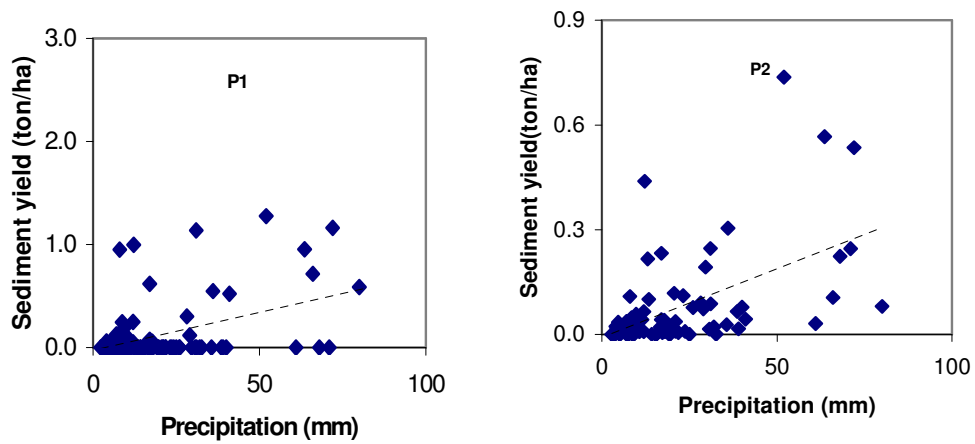 3.0
2.0
1.0
0.0
0
50
100
P1
Sediment yield (ton/ha)
Precipitation (mm)
0.9
0.6
0.3
0.0
0
50
100
P2
Sediment yield(ton/ha)
Precipitation (mm)